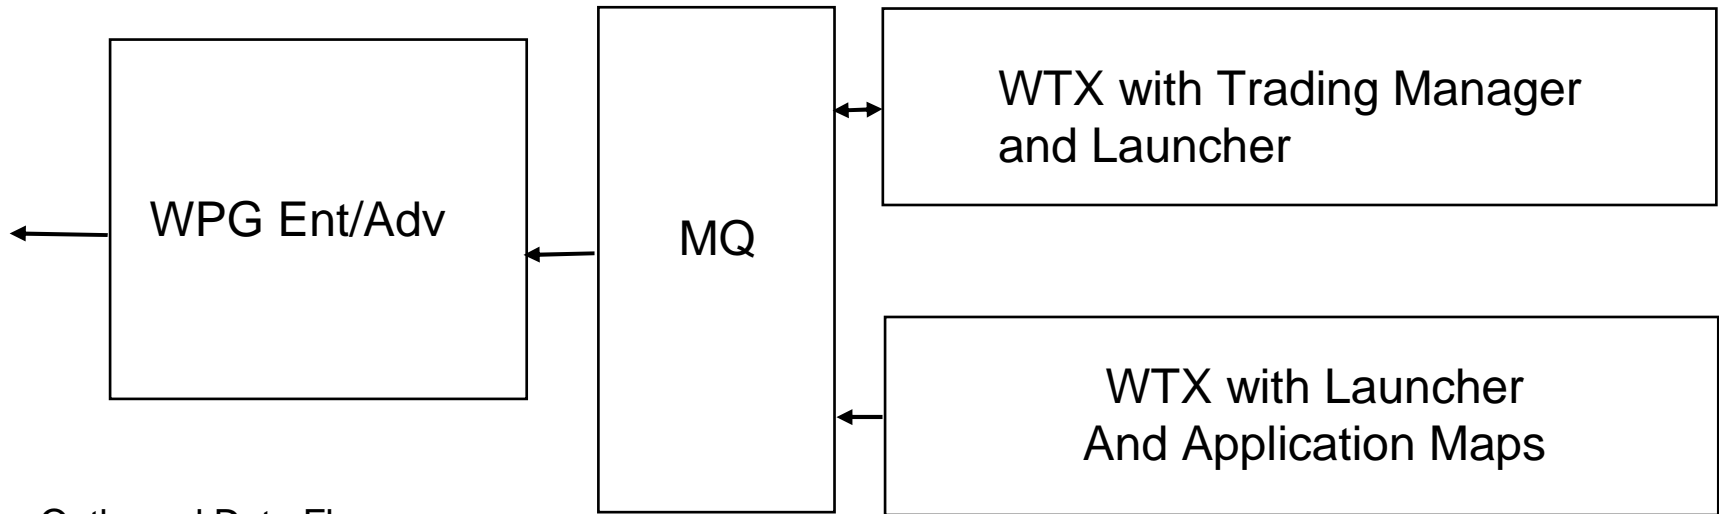 WTX with Trading Manager
and Launcher
WPG Ent/Adv
MQ
WTX with Launcher
And Application Maps